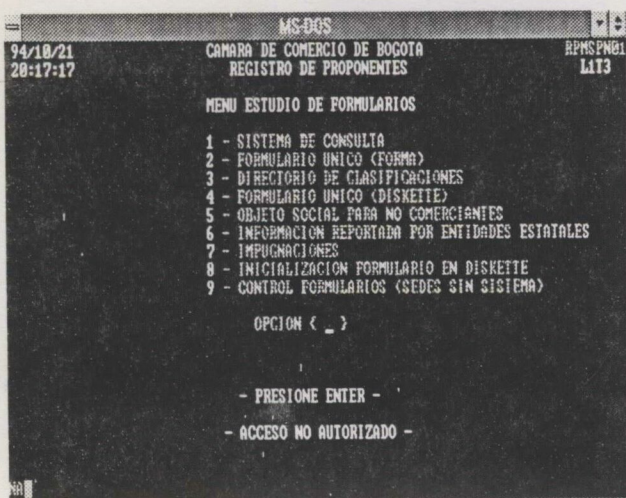 MS-DOS
94/10/21 CAMARA DE COMERCIO DE BOGOTA RPMSPN01
20:17:17 REGISTRO DE PROPONENTES L1T3
MENU ESTUDIO DE FORMULARIOS
1 - SISTEMA DE CONSULTA
2 - FORMULARIO UNICO (FORMA)
3 - DIRECTORIO DE CLASIFICACIONES
4 - FORMULARIO UNICO (DISKETTE)
5 - OBJETO SOCIAL PARA NO COMERCIANTES
6 - INFORMACION REPORTADA POR ENTIDADES ESTATALES
7 - IMPUGNACIONES
8 - INICIALIZACION FORMULARIO EN DISKETTE
9 - CONTROL FORMULARIOS (SEDES SIN SISTEMA)
OPCION { _ }
- PRESIONE ENTER -
- ACCESO NO AUTORIZADO -
NA